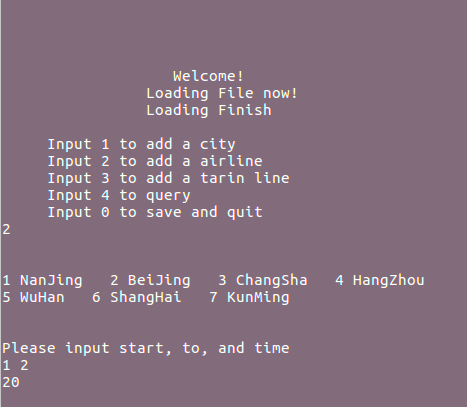 Welcome!
Loading File now!
Loading Finish
Input 1 to add a city
Input 2 to add a airline
Input 3 to add a tarin line
Input 4 to query
Input 0 to save and quit
2
1 NanJing 2 BeiJing 3 ChangSha 4 HangZhou
5 WuHan 6 ShangHai 7 KunMing
Please input start, to, and time
1 2
20